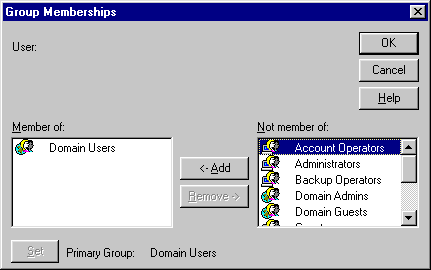 Group Memberships
User:
OK
Cancel
Help
Member of:
Domain Users
<- Add
Remove ->
Not member of:
Account Operators
Administrators
Backup Operators
Domain Admins
Domain Guests
Set
Primary Group: Domain Users